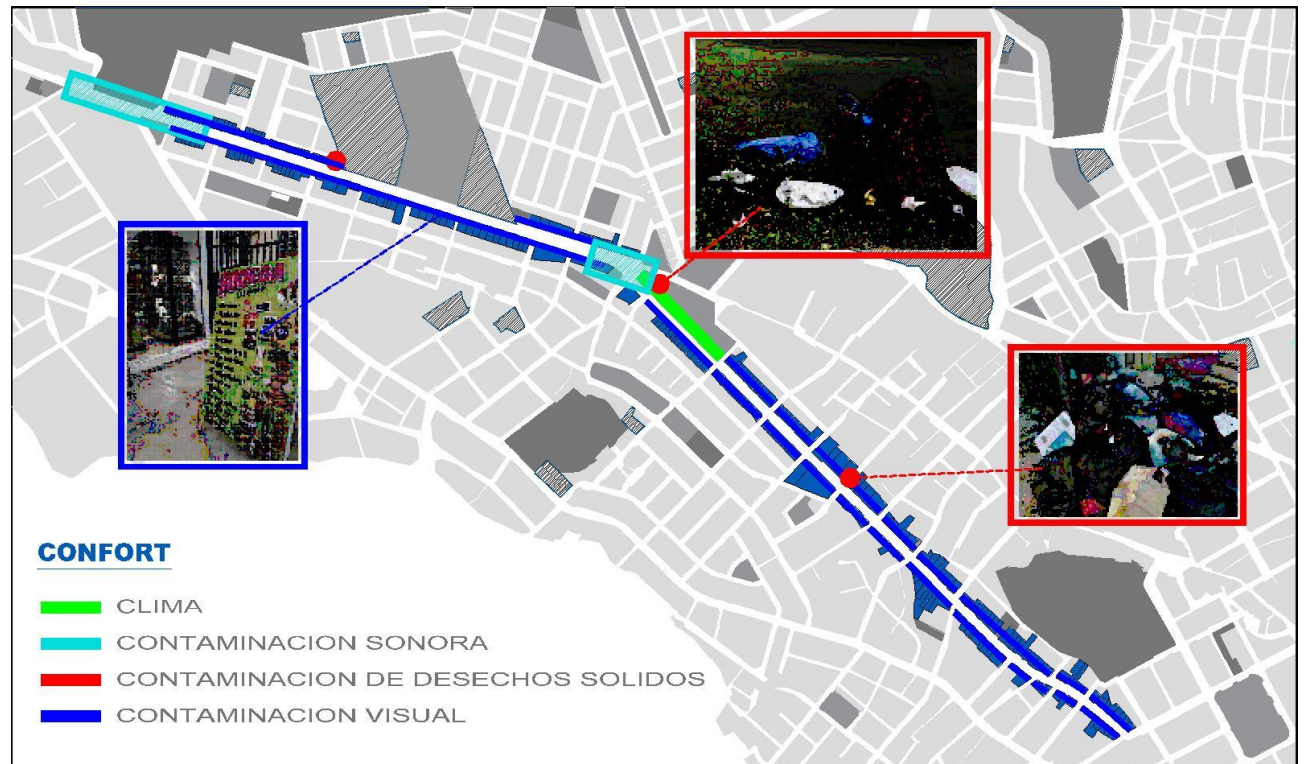 CONFORT
CLIMA
CONTAMINACION SONORA
CONTAMINACION DE DESECHOS SOLIDOS
CONTAMINACION VISUAL